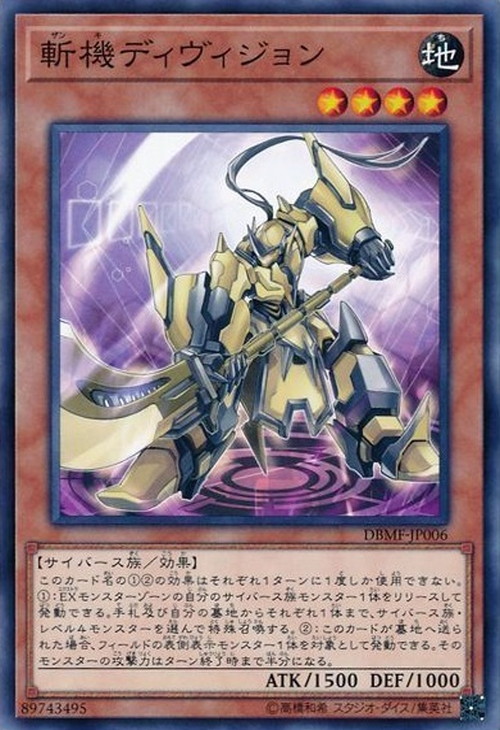 斬機ディヴィジョン
地
DBMF-JP006
【サイバース族/効果】
このカード名の①②の効果はそれぞれ1ターンに1度しか使用できない。
①:EXモンスターゾーンの自分のサイバース族モンスター1体をリリースして
発動できる。手札及び自分の墓地からそれぞれ1体まで、サイバース族・
レベル4モンスターを選んで特殊召喚する。②:このカードが墓地へ送ら
れた場合、フィールドの表側表示モンスター1体を対象として発動できる。その
モンスターの攻撃力はターン終了時まで半分になる。
ATK/1500 DEF/1000
89743495 ©高橋和希 スタジオ・ダイス/集英社